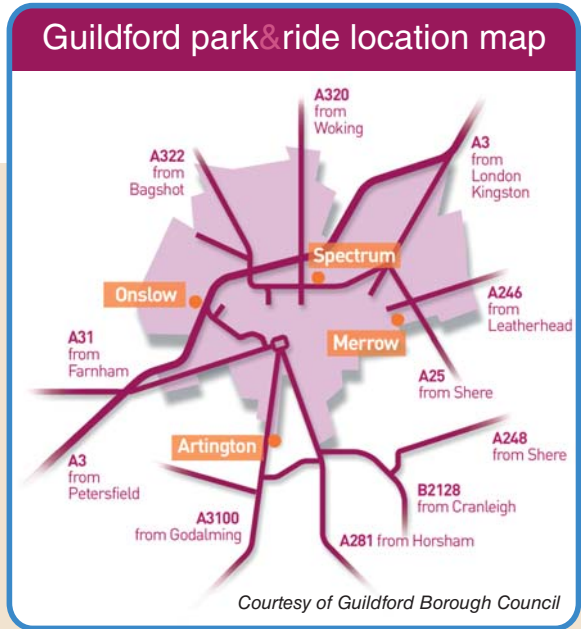 Guildford park&ride location map
A320
from
Woking
A322
from
Bagshot
A3
from
London
Kingston
Spectrum
Onslow
A246
from
Leatherhead
Merrow
A31
from
Farnham
A25
from Shere
Artington
A248
from Shere
A3
from
Petersfield
B2128
from Cranleigh
A3100
from Godalming
A281 from Horsham
Courtesy of Guildford Borough Council